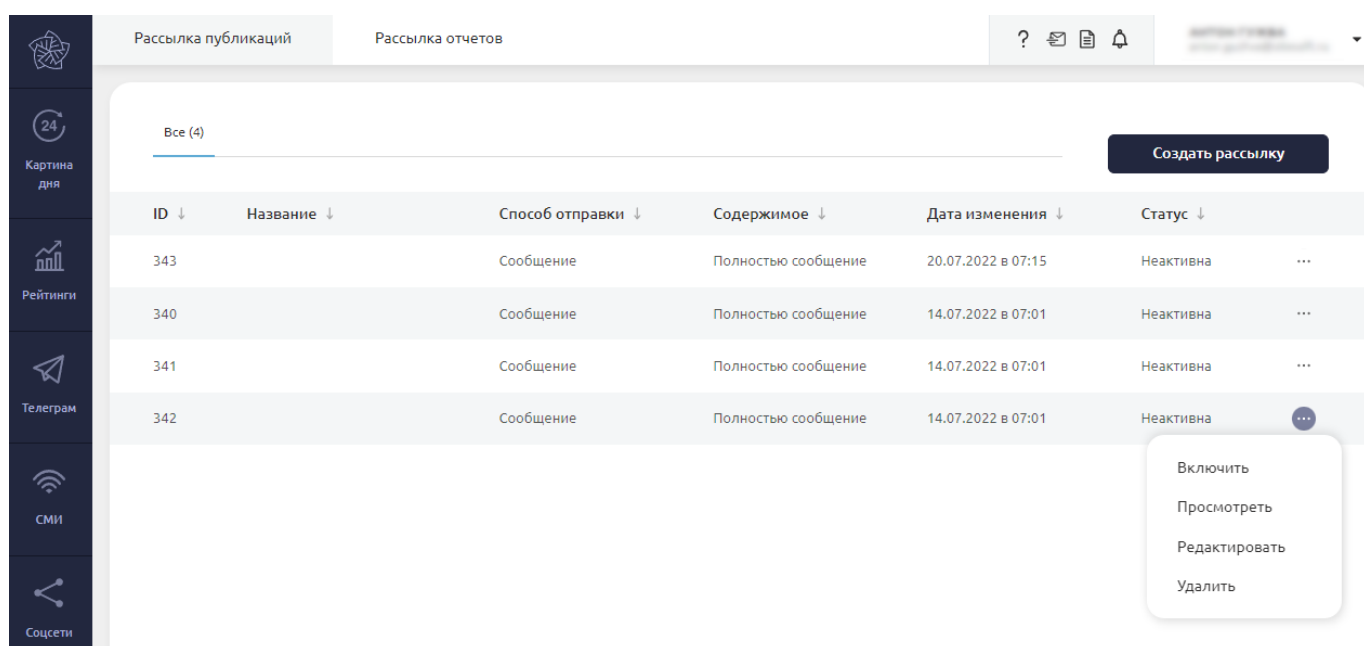 Рассылка публикаций Рассылка отчетов ?
24
Картина
дня
Рейтинги
Телеграм
СМИ
Соцсети
Все (4)
Создать рассылку
ID ↓ Название ↓ Способ отправки ↓ Содержимое ↓ Дата изменения ↓ Статус ↓
343 Сообщение Полностью сообщение 20.07.2022 в 07:15 Неактивна ...
340 Сообщение Полностью сообщение 14.07.2022 в 07:01 Неактивна ...
341 Сообщение Полностью сообщение 14.07.2022 в 07:01 Неактивна ...
342 Сообщение Полностью сообщение 14.07.2022 в 07:01 Неактивна ...
Включить
Просмотреть
Редактировать
Удалить